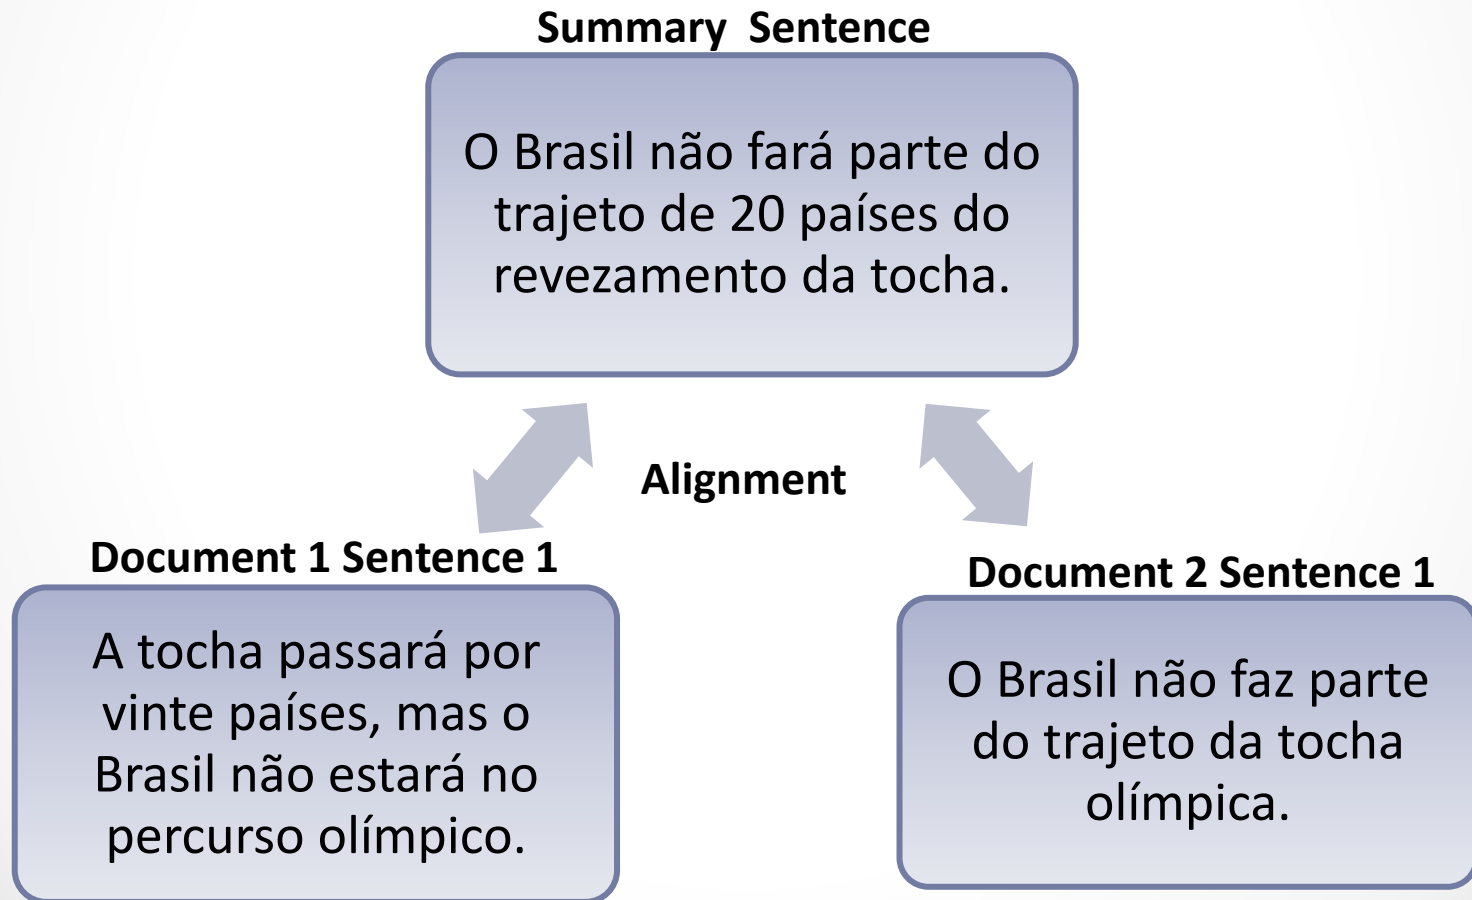 Summary  Sentence
O Brasil não fará parte do
trajeto de 20 países do
revezamento da tocha.
Alignment
Document 1 Sentence 1
A tocha passará por
vinte países, mas o
Brasil não estará no
percurso olímpico.
Document 2 Sentence 1
O Brasil não faz parte
do trajeto da tocha
olímpica.